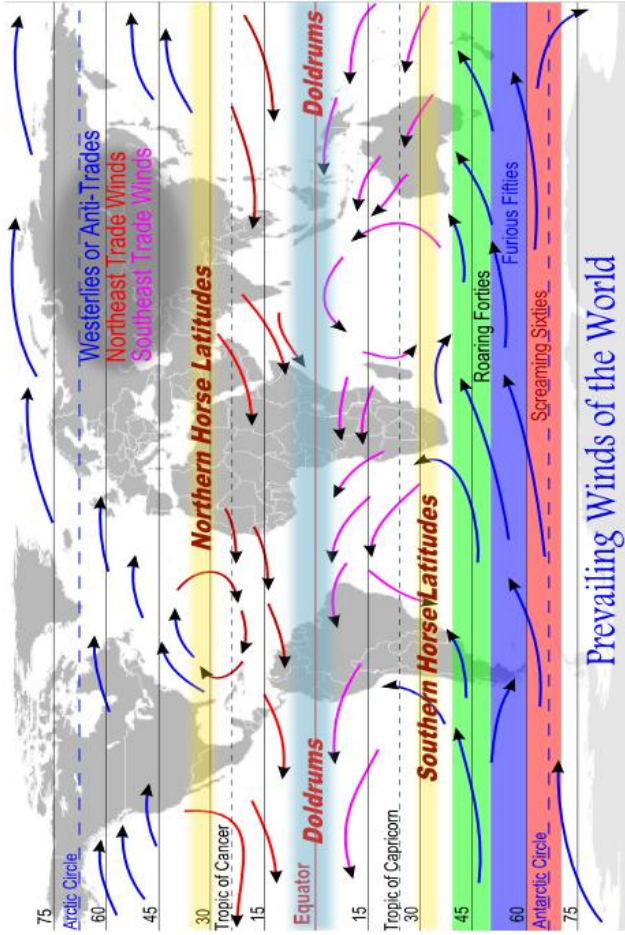 75
Arctic Circle
60
45
30
Tropic of Cancer
15
Equator
15
Tropic of Capricorn
30
45
60
Antarctic Circle
75
Westerlies or Anti-Trades
Northeast Trade Winds
Southeast Trade Winds
Northern Horse Latitudes
Doldrums
Doldrums
Southern Horse Latitudes
Roaring Forties
Furious Fifties
Screaming Sixties
Prevailing Winds of the World